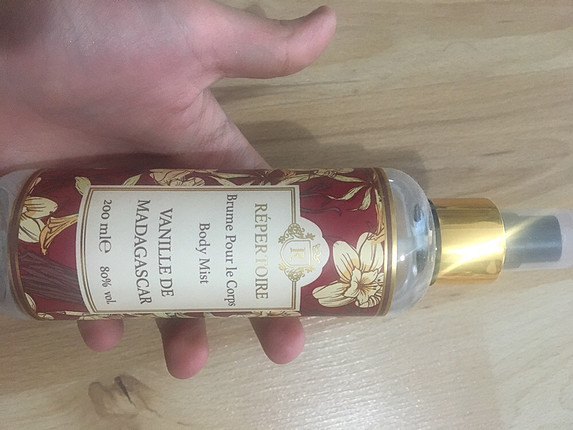 R
RÉPERTOIRE
Brume Pour le Corps
Body Mist
VANILLE DE
MADAGASCAR
200 ml℮ 80% vol.